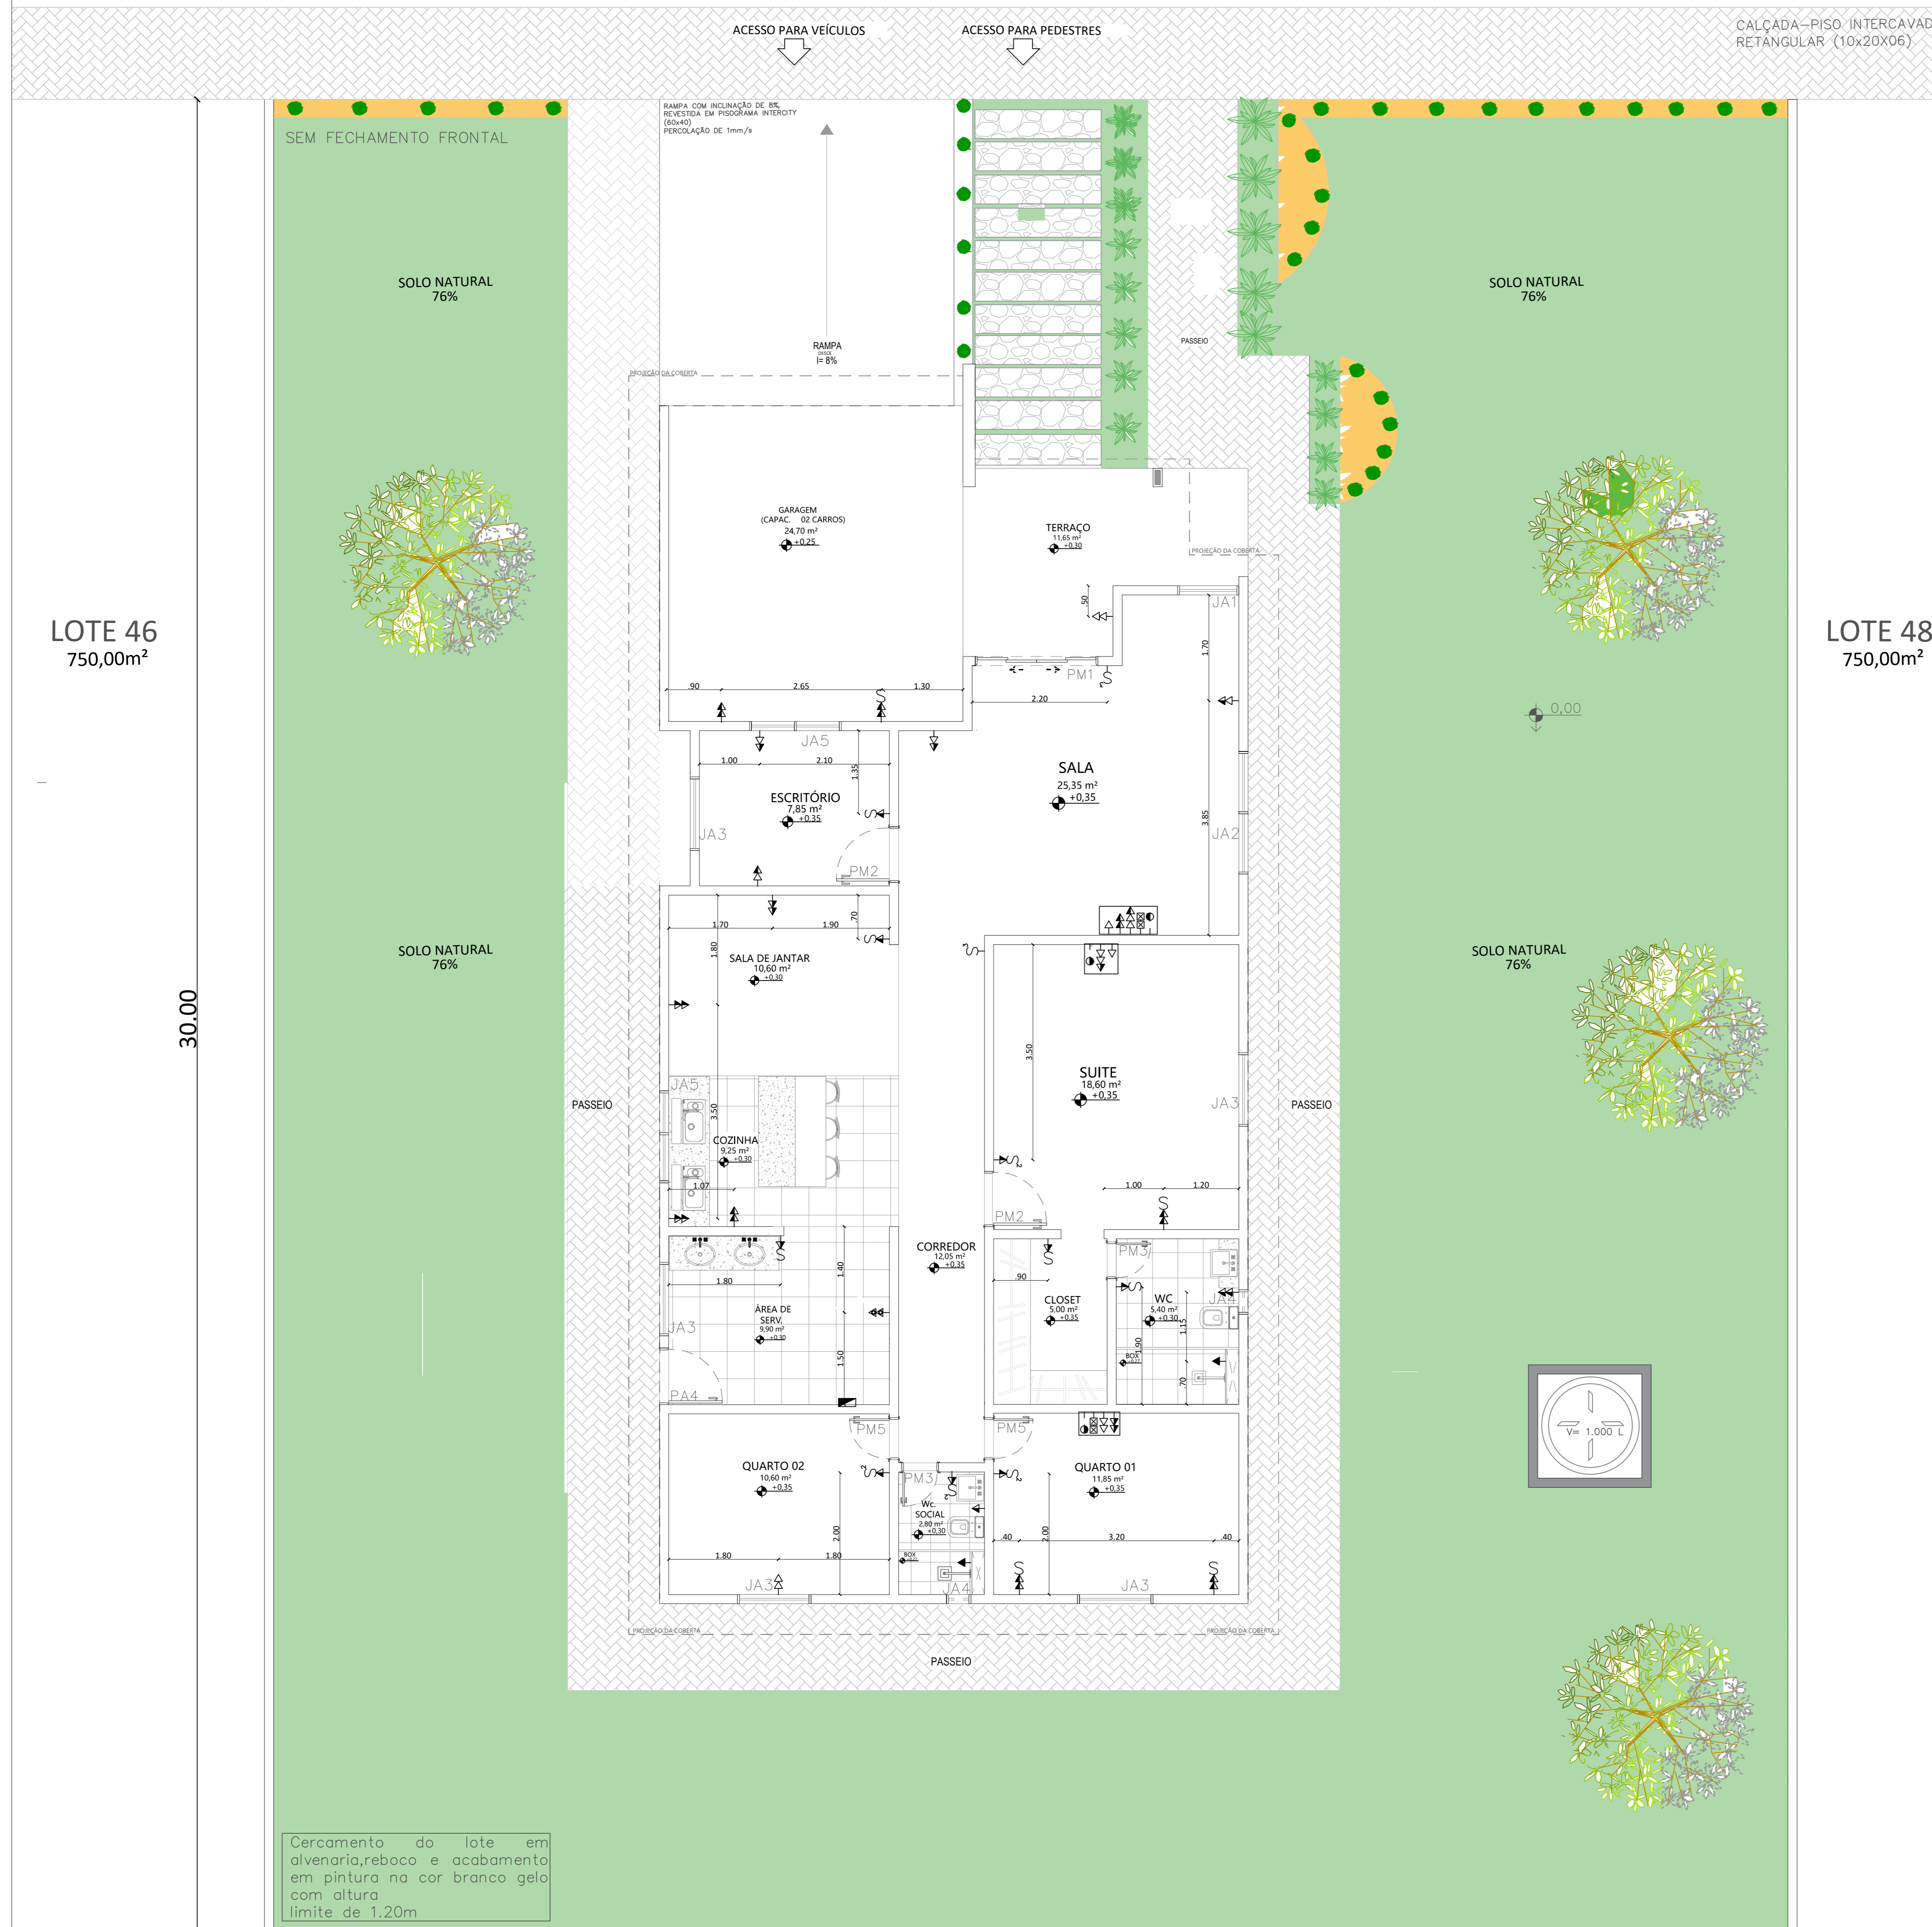 ACESSO PARA VEÍCULOS
ACESSO PARA PEDESTRES
CALÇADA-PISO INTERCAVAD
RETANGULAR (10x20X06)
RAMPA COM INCLINAÇÃO DE 8%,
REVESTIDA EM PISOGRAMA INTERCITY
(60x40)
PERCOLAÇÃO DE 1mm/s
SEM FECHAMENTO FRONTAL
SOLO NATURAL
76%
SOLO NATURAL
76%
RAMPA
DESCE
I= 8%
PASSEIO
PROJEÇÃO DA COBERTA
GARAGEM
(CAPAC. 02 CARROS)
24,70 m²
+0,25
TERRAÇO
11,65 m²
+0,30
PROJEÇÃO DA COBERTA
LOTE 46
750,00m²
LOTE 48
750,00m²
.50
JA1
1.70
PM1
.90
2.65
1.30
2.20
0,00
JA5
1.00
2.10
1.35
SALA
25,35 m²
+0,35
ESCRITÓRIO
7,85 m²
+0,35
3.85
JA3
JA2
PM2
1.70
1.90
.70
1.80
SOLO NATURAL
76%
SALA DE JANTAR
10,60 m²
+0,30
SOLO NATURAL
76%
30.00
3.50
SUITE
18,60 m²
+0,35
JA5
3.50
JA3
PASSEIO
PASSEIO
COZINHA
9,25 m²
+0,30
1.07
1.00
1.20
PM2
CORREDOR
12,05 m²
+0,35
PM3
1.40
1.80
.90
CLOSET
5,00 m²
+0,35
WC
5,40 m²
+0,30
JA4
1.15
ÁREA DE
SERV.
9,90 m²
+0,30
JA3
1.90
1.50
BOX
.70
PA4
PM5
PM5
V= 1.000 L
QUARTO 02
10,60 m²
+0,35
QUARTO 01
11,85 m²
+0,35
PM3
Wc.
SOCIAL
2,80 m²
+0,30
2.00
.40
2.00
3.20
.40
1.80
1.80
BOX
JA3
JA4
JA3
PROJEÇÃO DA COBERTA
PROJEÇÃO DA COBERTA
PASSEIO
Cercamento do lote em
alvenaria,reboco e acabamento
em pintura na cor branco gelo
com altura
limite de 1.20m